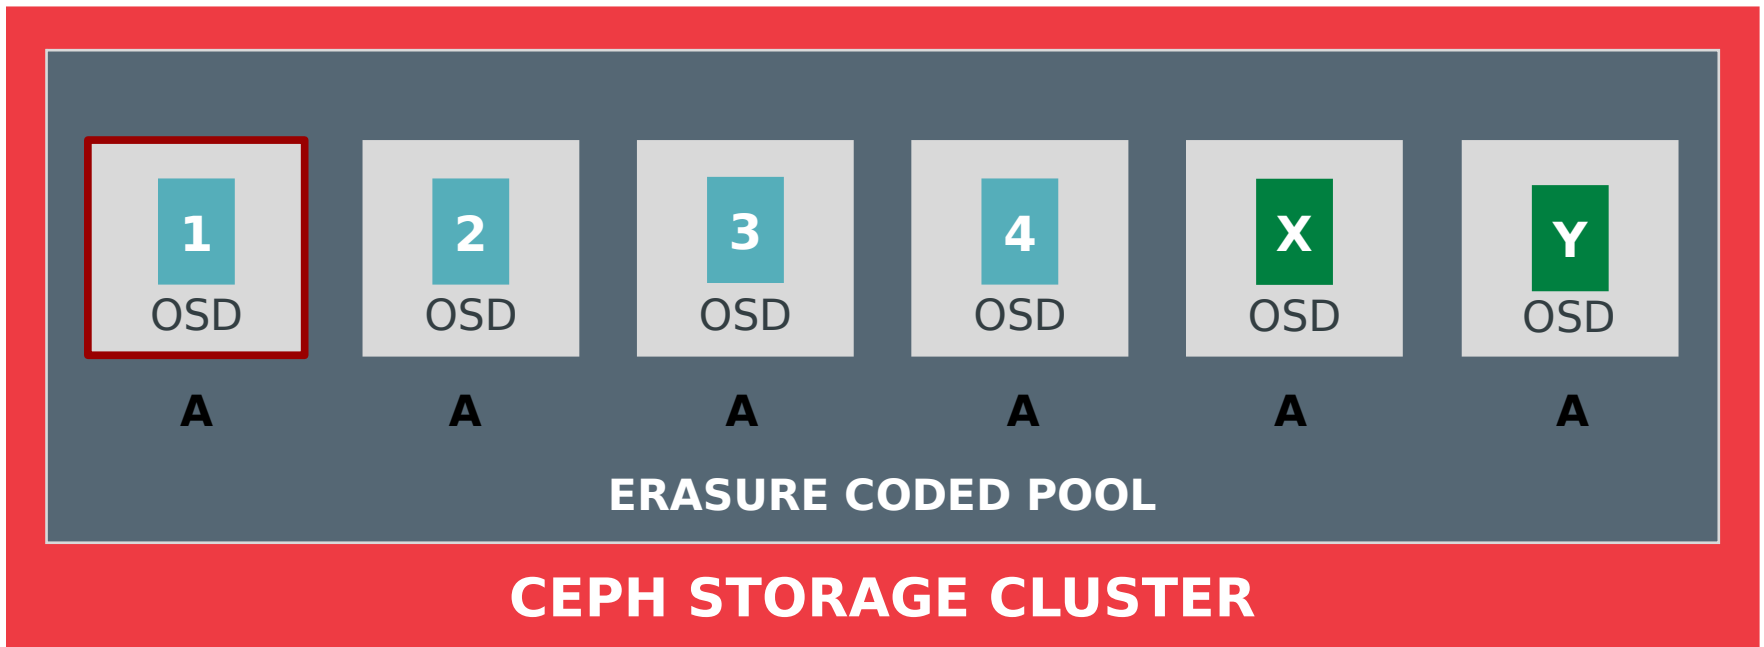 1 2 3 4 X Y
OSD OSD OSD OSD OSD OSD
A A A A A A
ERASURE CODED POOL
CEPH STORAGE CLUSTER